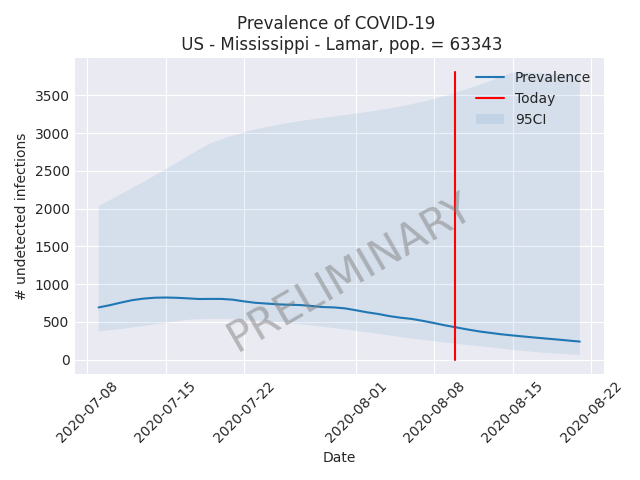 Prevalence of COVID-19
US - Mississippi - Lamar, pop. = 63343
Prevalence
Today
95CI
# undetected infections
3500
3000
2500
2000
1500
1000
500
0
PRELIMINARY
2020-07-08
2020-07-15
2020-07-22
2020-08-01
2020-08-08
2020-08-15
2020-08-22
Date